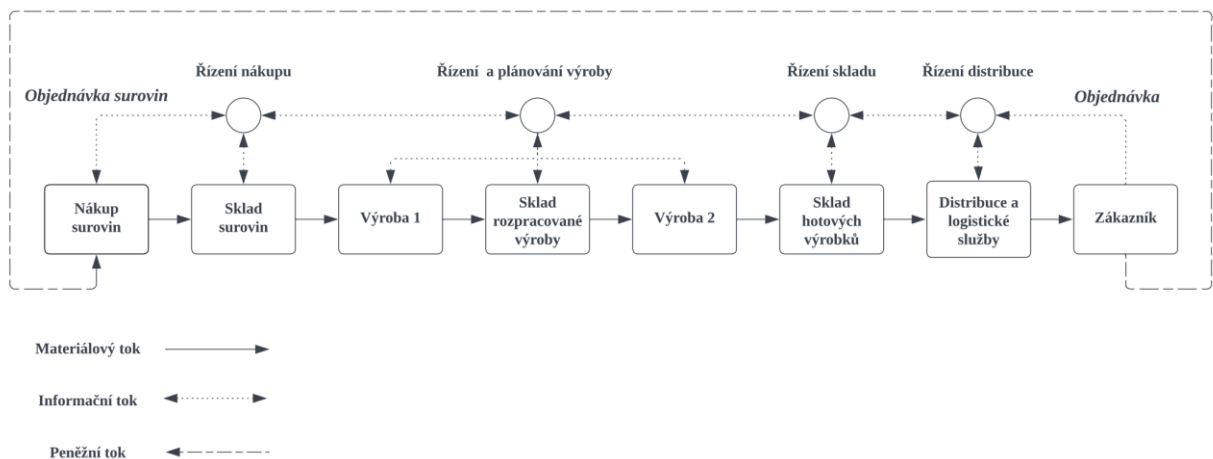 Řízení nákupu
Řízení  a plánování výroby
Řízení skladu
Řízení distribuce
Objednávka surovin
Objednávka
Nákup
surovin
Sklad
surovin
Výroba 1
Sklad
rozpracované
výroby
Výroba 2
Sklad
hotových
výrobků
Distribuce a
logistické
služby
Zákazník
Materiálový tok
Informační tok
Peněžní tok